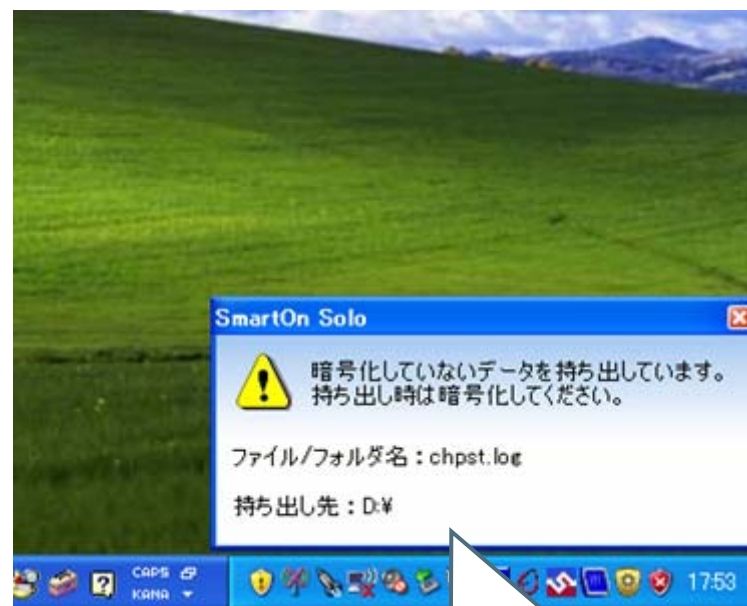 SmartOn Solo
暗号化していないデータを持ち出しています。
持ち出し時は暗号化してください。
ファイル/フォルダ名：chpst.log
持ち出し先：D:¥
CAPS
KANA
17:53